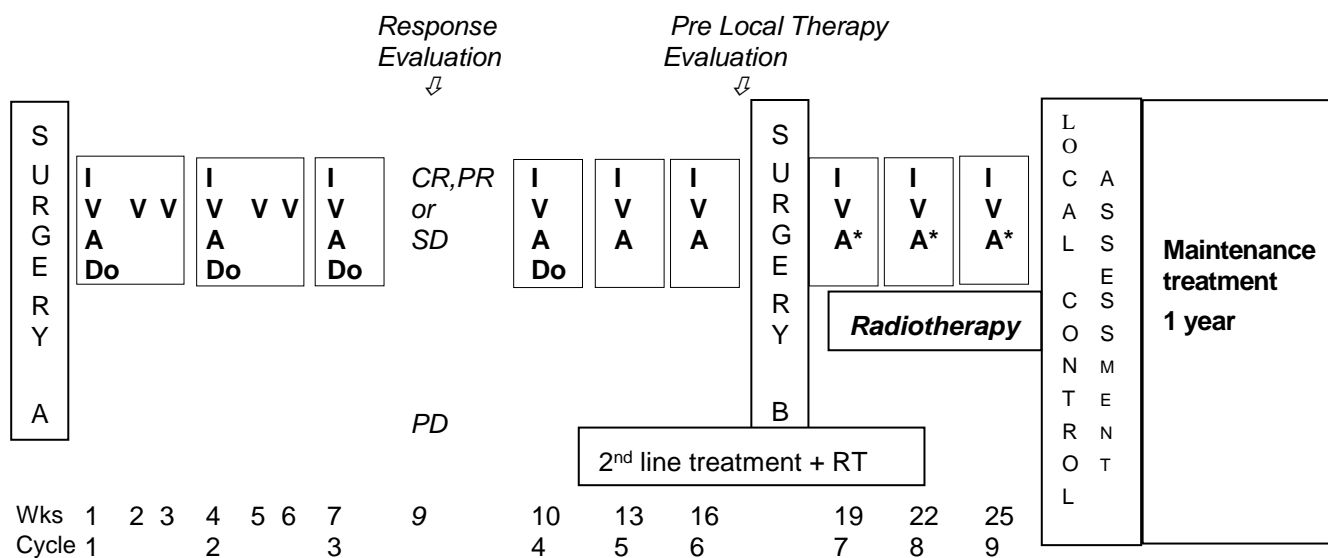 Response Evaluation
Pre Local Therapy Evaluation
⇩ ⇩
SURGERY A
I
V V V
A
Do
I
V V V
A
Do
I
V
A
Do
CR,PR
or
SD
I
V
A
Do
I
V
A
I
V
A
SURGERY B
I
V
A*
I
V
A*
I
V
A*
Radiotherapy
LOCAL CONTROL
ASSESSMENT
Maintenance
treatment
1 year
PD
2nd line treatment + RT
Wks 1 2 3 4 5 6 7 9 10 13 16 19 22 25
Cycle 1 2 3 4 5 6 7 8 9